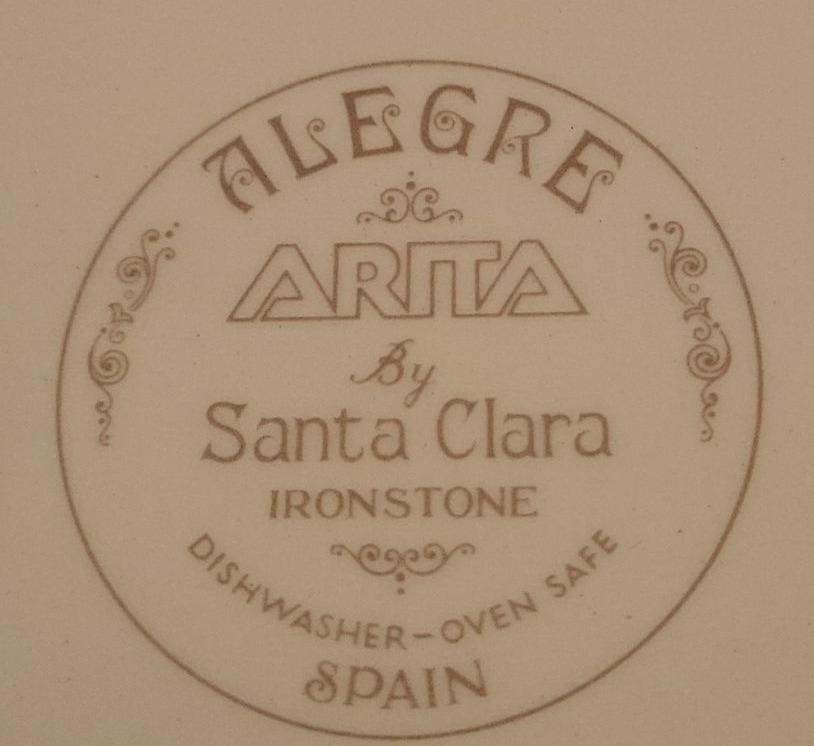 ALEGRE
ARITA
By
Santa Clara
IRONSTONE
DISHWASHER-OVEN SAFE
SPAIN